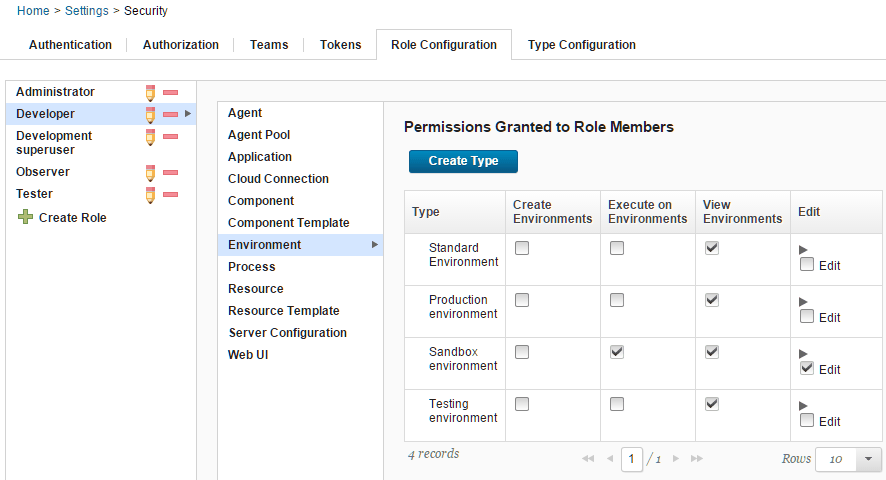 Home > Settings > Security
Authentication
Authorization
Teams
Tokens
Role Configuration
Type Configuration
Administrator
Developer
Development
superuser
Observer
Tester
Create Role
Agent
Agent Pool
Application
Cloud Connection
Component
Component Template
Environment
Process
Resource
Resource Template
Server Configuration
Web UI
Permissions Granted to Role Members
Create Type
Type
Create
Environments
Execute on
Environments
View
Environments
Edit
Standard
Environment
Edit
Production
environment
Edit
Sandbox
environment
Edit
Testing
environment
Edit
4 records
1 / 1
Rows 10